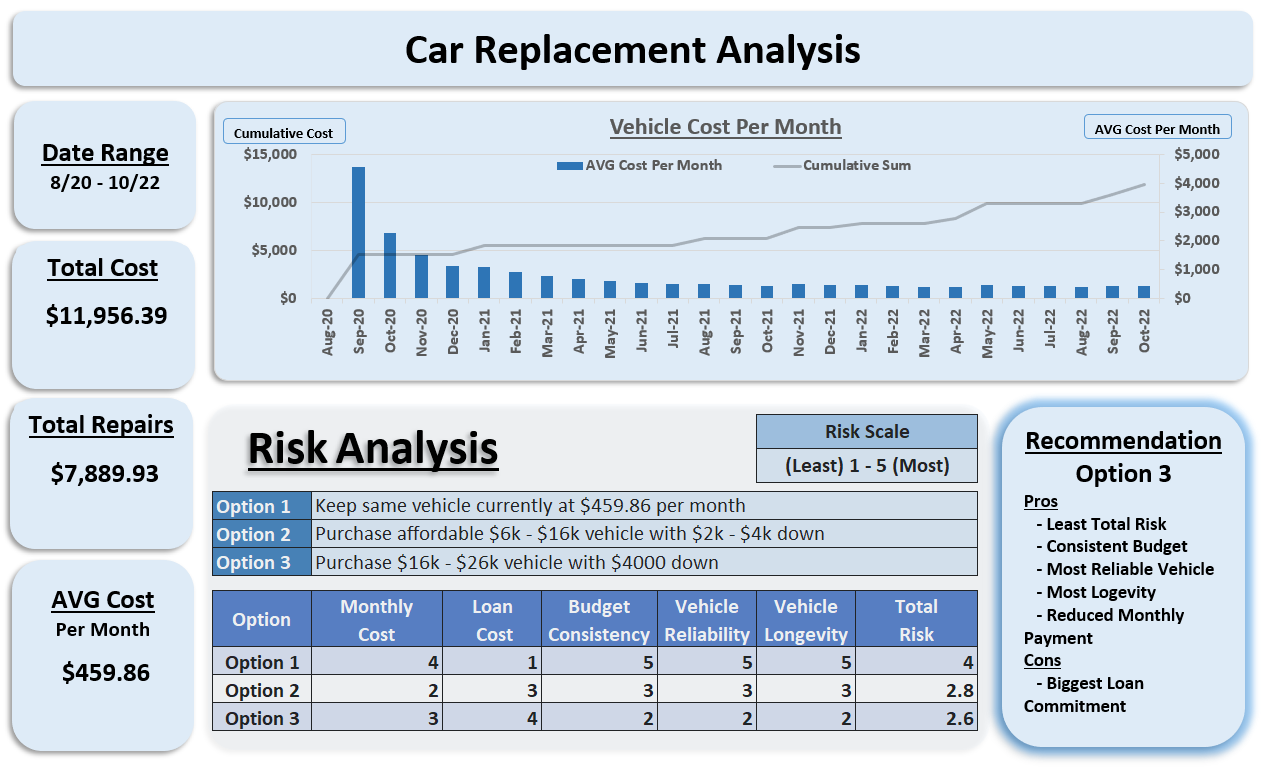 Car Replacement Analysis
Date Range
8/20 - 10/22
Total Cost
$11,956.39
Total Repairs
$7,889.93
AVG Cost
Per Month
$459.86
Cumulative Cost
Vehicle Cost Per Month
AVG Cost Per Month
AVG Cost Per Month
Cumulative Sum
$15,000
$10,000
$5,000
$0
$5,000
$4,000
$3,000
$2,000
$1,000
$0
Aug-20
Sep-20
Oct-20
Nov-20
Dec-20
Jan-21
Feb-21
Mar-21
Apr-21
May-21
Jun-21
Jul-21
Aug-21
Sep-21
Oct-21
Nov-21
Dec-21
Jan-22
Feb-22
Mar-22
Apr-22
May-22
Jun-22
Jul-22
Aug-22
Sep-22
Oct-22
Risk Analysis
Risk Scale
(Least) 1 - 5 (Most)
Option 1 Keep same vehicle currently at $459.86 per month
Option 2 Purchase affordable $6k - $16k vehicle with $2k - $4k down
Option 3 Purchase $16k - $26k vehicle with $4000 down
Option
Monthly
Cost
Loan
Cost
Budget
Consistency
Vehicle
Reliability
Vehicle
Longevity
Total
Risk
Option 1 4 1 5 5 5 4
Option 2 2 3 3 3 3 2.8
Option 3 3 4 2 2 2 2.6
Recommendation
Option 3
Pros
- Least Total Risk
- Consistent Budget
- Most Reliable Vehicle
- Most Logevity
- Reduced Monthly
Payment
Cons
- Biggest Loan
Commitment